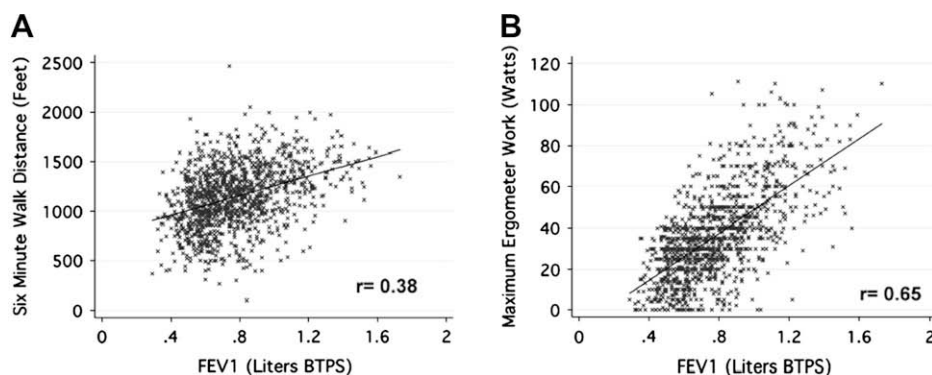 A
Six Minute Walk Distance (Feet)
2500
2000
1500
1000
500
0
r= 0.38
0 .4 .8 1.2 1.6 2
FEV1 (Liters BTPS)
B
Maximum Ergometer Work (Watts)
120
100
80
60
40
20
0
r= 0.65
0 .4 .8 1.2 1.6 2
FEV1 (Liters BTPS)